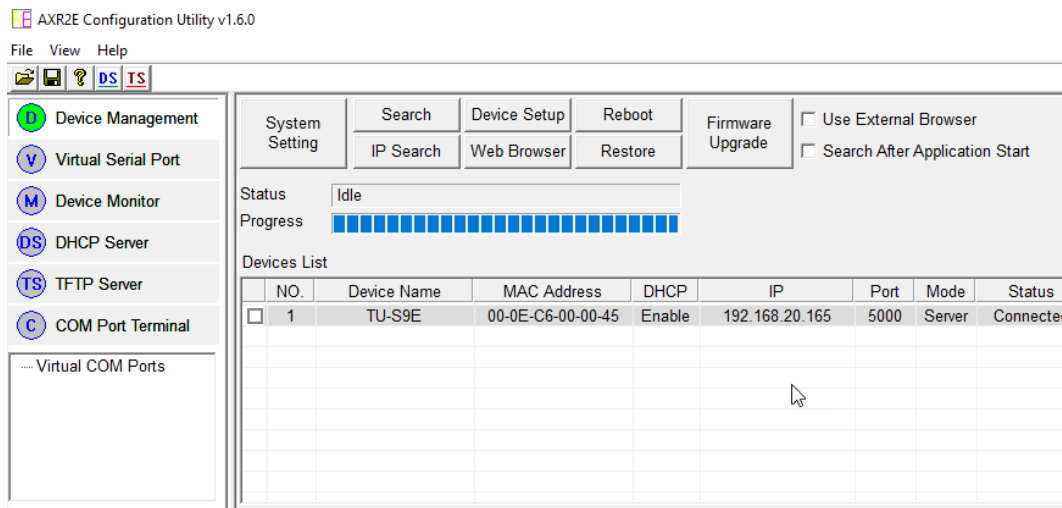 AXR2E Configuration Utility v1.6.0
File View Help
DS TS
D Device Management
V Virtual Serial Port
M Device Monitor
DS DHCP Server
TS TFTP Server
C COM Port Terminal
Virtual COM Ports
System Setting
Search
Device Setup
Reboot
IP Search
Web Browser
Restore
Firmware Upgrade
Use External Browser
Search After Application Start
Status Idle
Progress
Devices List
NO. Device Name MAC Address DHCP IP Port Mode Status
1 TU-S9E 00-0E-C6-00-00-45 Enable 192.168.20.165 5000 Server Connecte